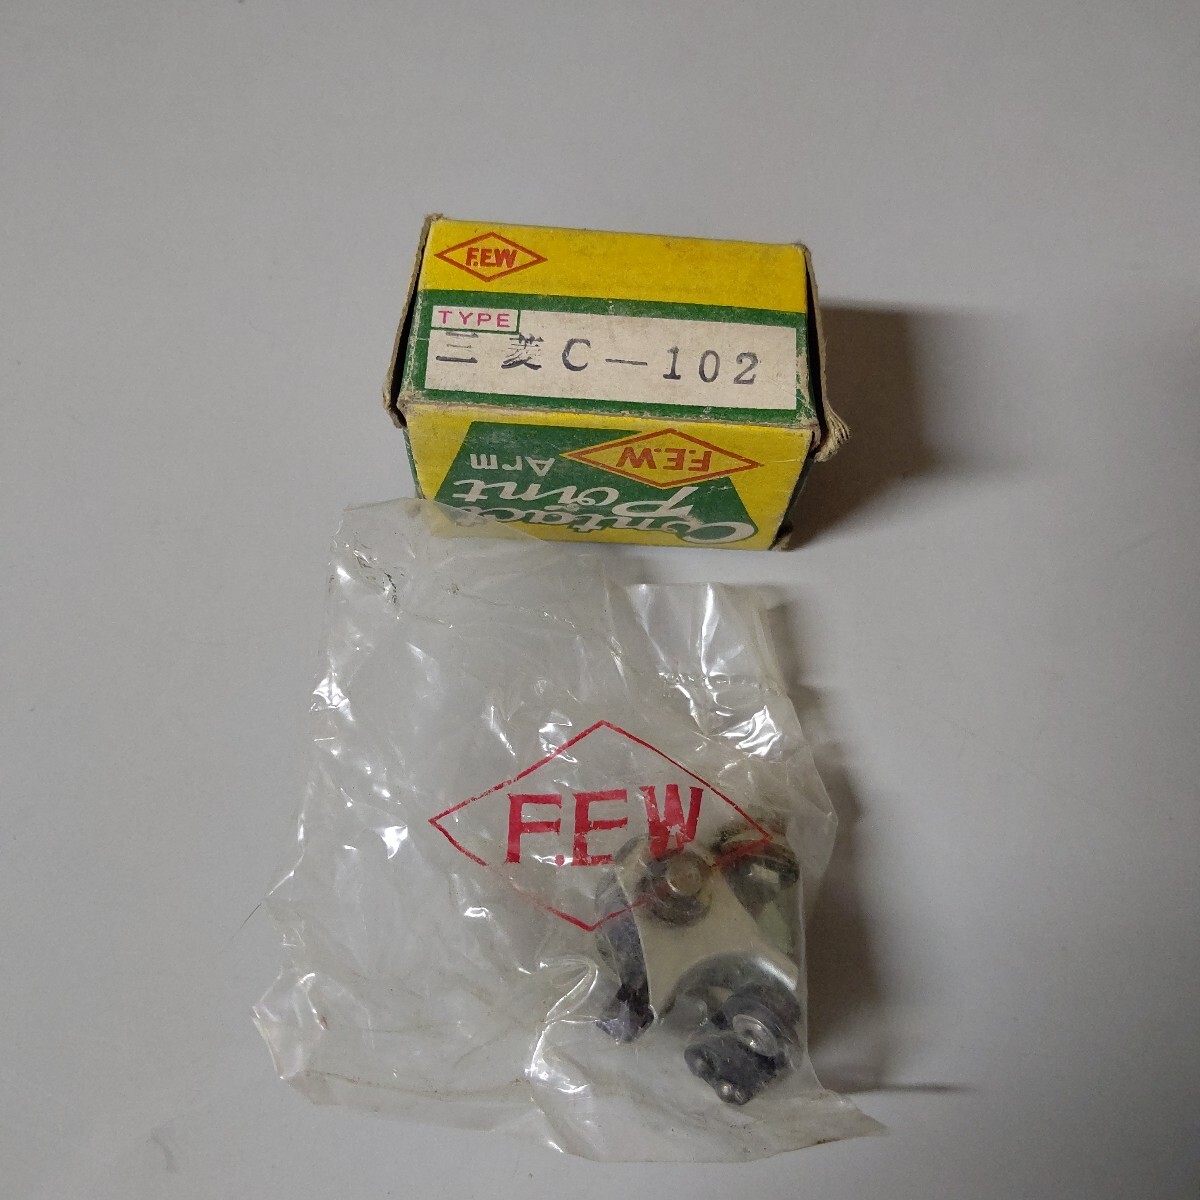 F.E.W
TYPE
三菱C-102
F.E.W
Contact
Point
Arm
F.E.W